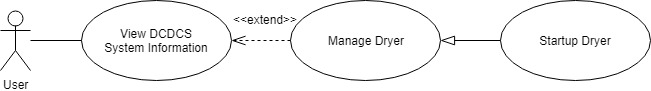 <<extend>>
View DCDCS
System Information
Manage Dryer
Startup Dryer
User